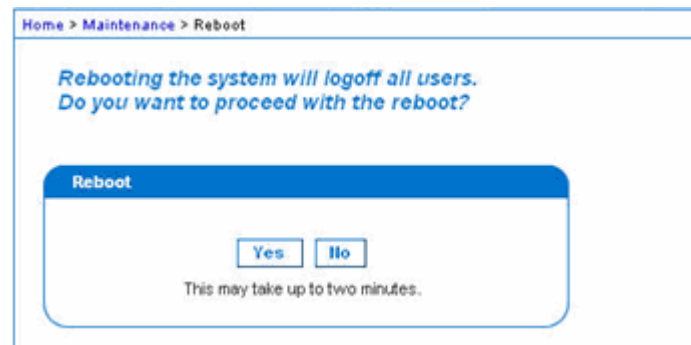 Home > Maintenance > Reboot
Rebooting the system will logoff all users.
Do you want to proceed with the reboot?
Reboot
Yes No
This may take up to two minutes.